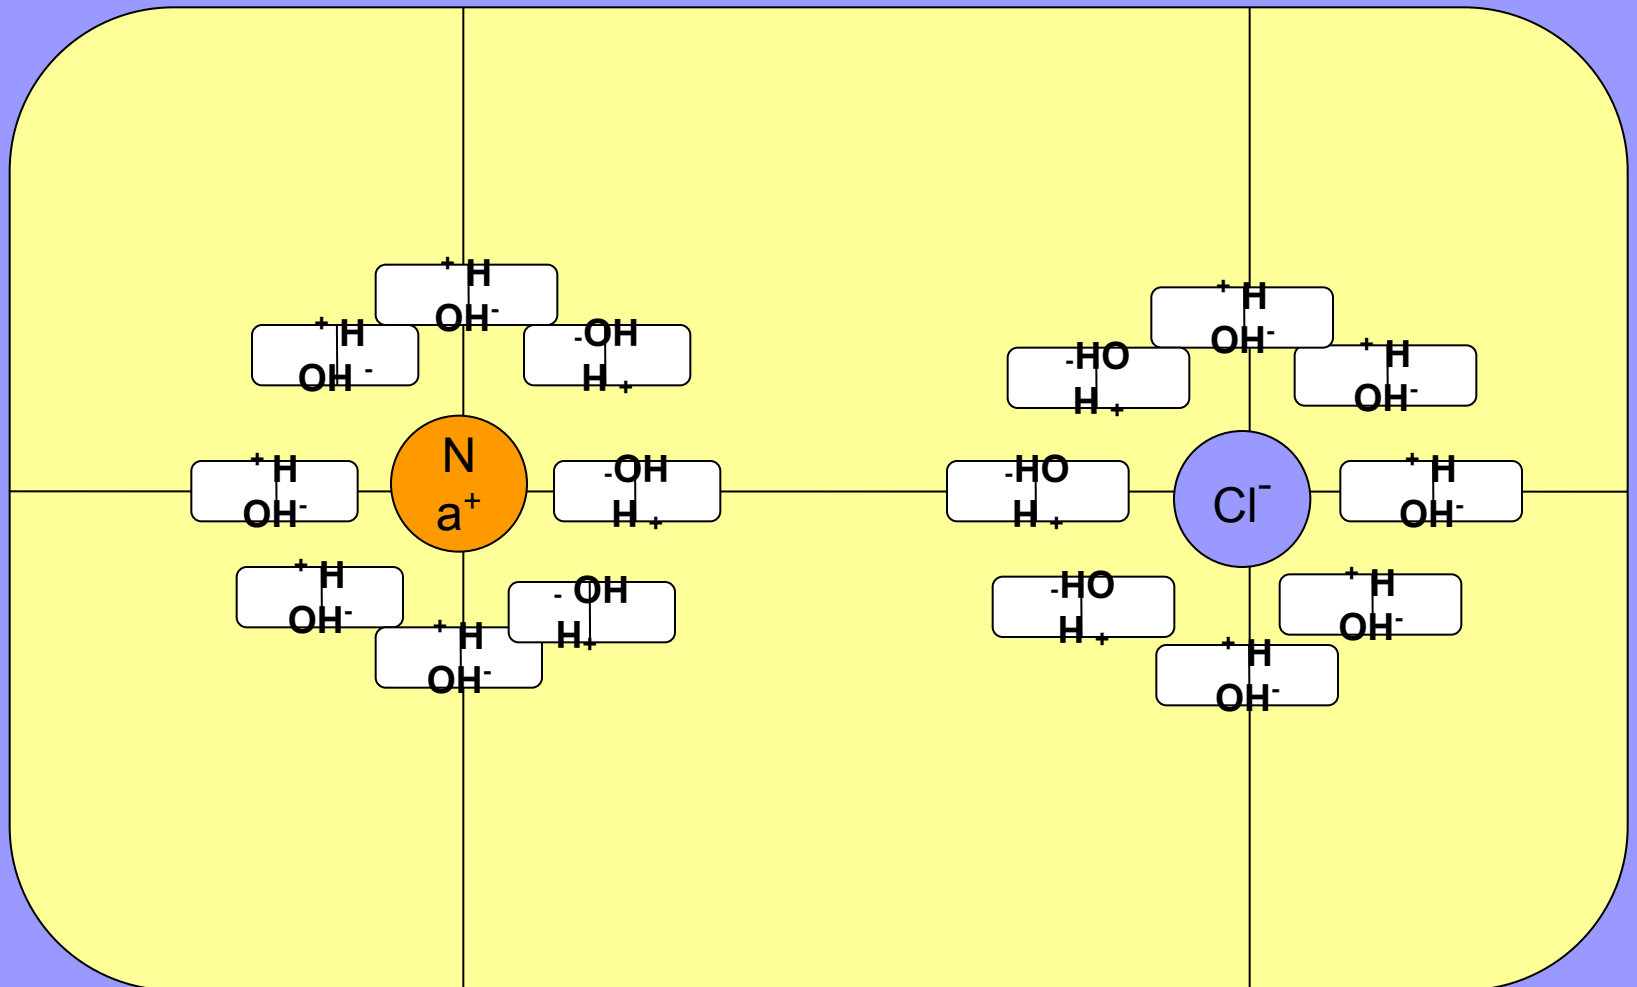 + H
OH-
+ H
OH -
-OH
H +
+ H
OH-
N
a+
-OH
H +
+ H
OH-
+ H
OH-
- OH
H+
+ H
OH-
-HO
H +
+ H
OH-
-HO
H +
Cl-
+ H
OH-
-HO
H +
+ H
OH-
+ H
OH-